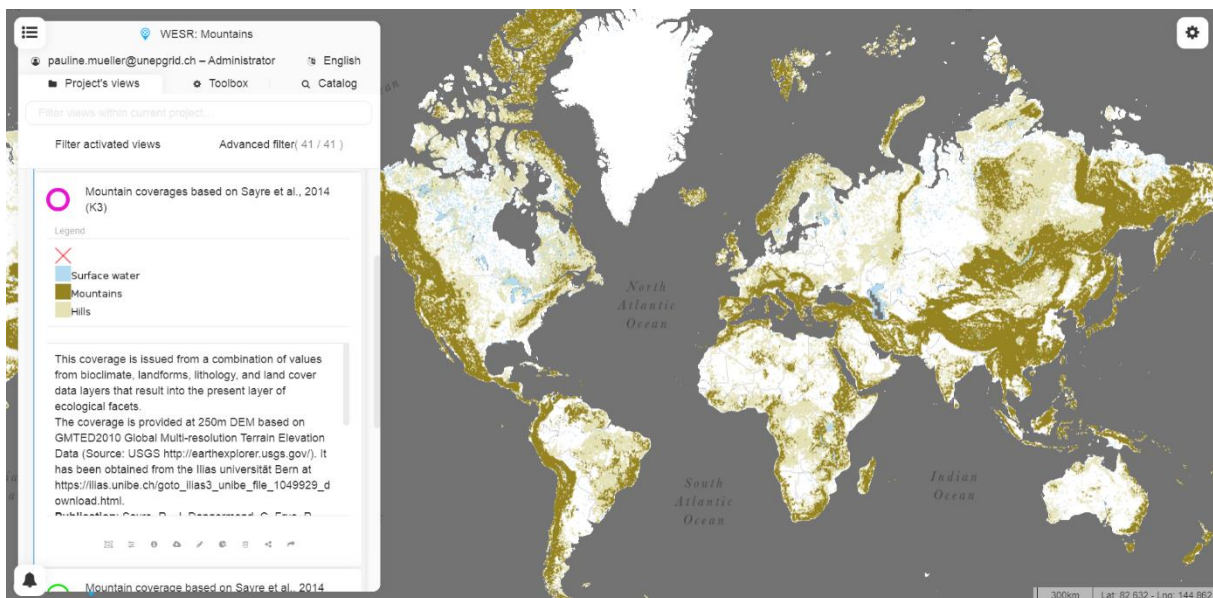 WESR: Mountains
pauline.mueller@unepgrid.ch – Administrator
English
Project's views
Toolbox
Catalog
Filter views within current project...
Filter activated views
Advanced filter( 41 / 41 )
Mountain coverages based on Sayre et al., 2014
(K3)
Legend
Surface water
Mountains
Hills
This coverage is issued from a combination of values
from bioclimate, landforms, lithology, and land cover
data layers that result into the present layer of
ecological facets.
The coverage is provided at 250m DEM based on
GMTED2010 Global Multi-resolution Terrain Elevation
Data (Source: USGS http://earthexplorer.usgs.gov/). It
has been obtained from the Ilias universität Bern at
https://ilias.unibe.ch/goto_ilias3_unibe_file_1049929_d
ownload.html.
Mountain coverage based on Sayre et al., 2014
North
Atlantic
Ocean
South
Atlantic
Ocean
Indian
Ocean
300km
Lat: 82.632 - Lng: 144.862